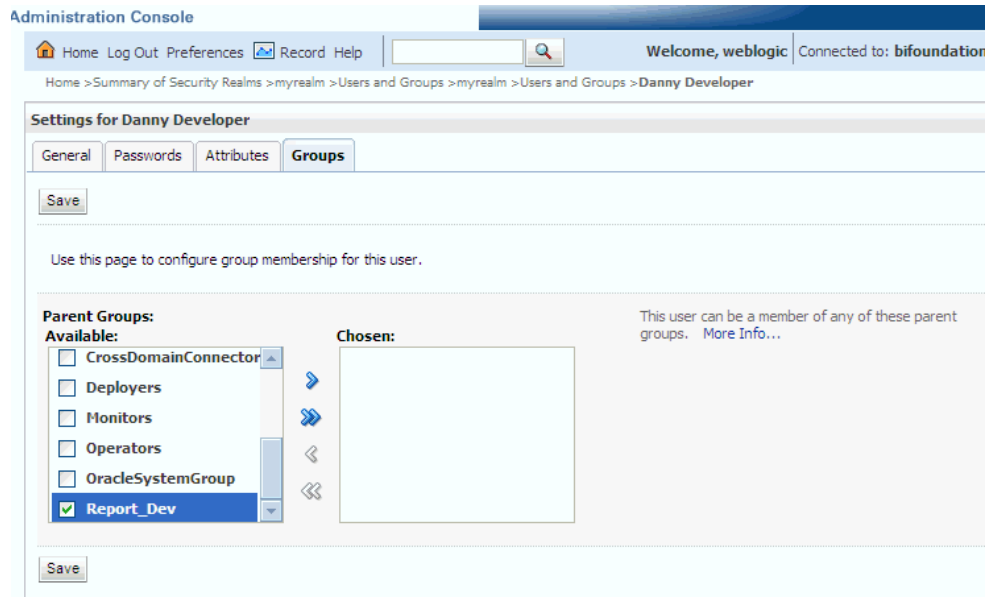 Administration Console
Home Log Out Preferences Record Help
Welcome, weblogic Connected to: bifoundation
Home >Summary of Security Realms >myrealm >Users and Groups >myrealm >Users and Groups >Danny Developer
Settings for Danny Developer
General Passwords Attributes Groups
Save
Use this page to configure group membership for this user.
Parent Groups:
Available:
Chosen:
CrossDomainConnector
Deployers
Monitors
Operators
OracleSystemGroup
Report_Dev
This user can be a member of any of these parent
groups. More Info...
Save